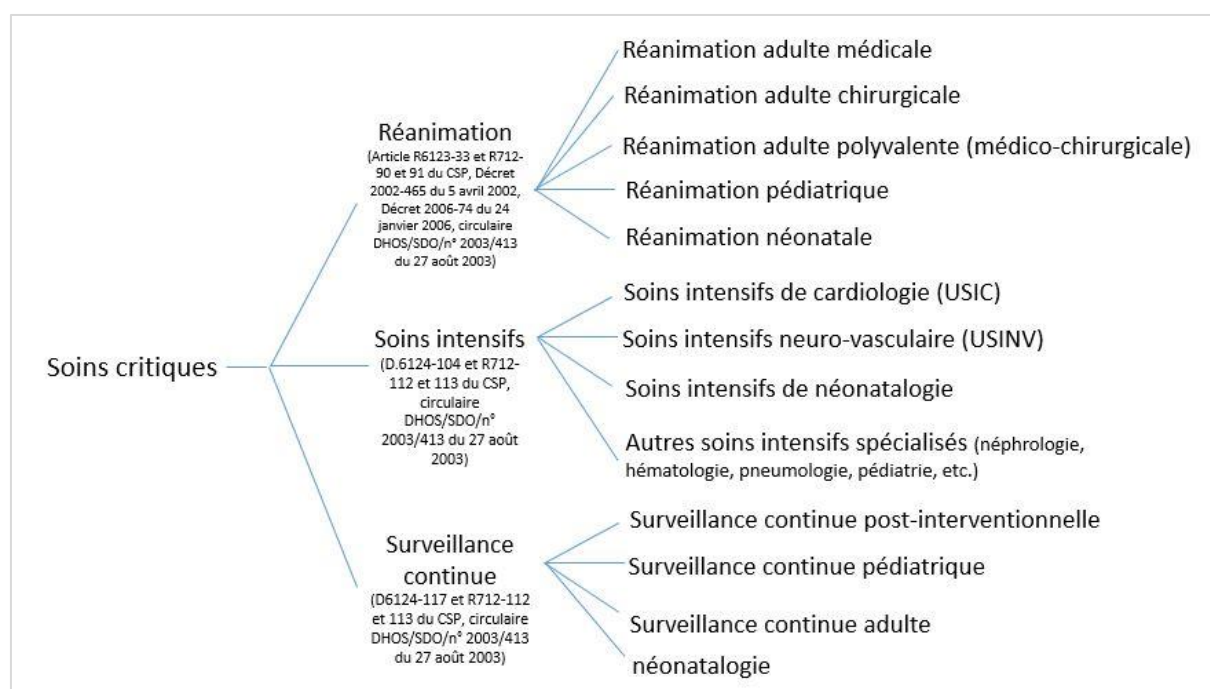 Soins critiques
Réanimation
(Article R6123-33 et R712-
90 et 91 du CSP, Décret
2002-465 du 5 avril 2002,
Décret 2006-74 du 24
janvier 2006, circulaire
DHOS/SDO/n° 2003/413
du 27 août 2003)
Réanimation adulte médicale
Réanimation adulte chirurgicale
Réanimation adulte polyvalente (médico-chirurgicale)
Réanimation pédiatrique
Réanimation néonatale
Soins intensifs
(D.6124-104 et R712-
112 et 113 du CSP,
circulaire
DHOS/SDO/n°
2003/413 du 27 août
2003)
Soins intensifs de cardiologie (USIC)
Soins intensifs neuro-vasculaire (USINV)
Soins intensifs de néonatalogie
Autres soins intensifs spécialisés (néphrologie,
hématologie, pneumologie, pédiatrie, etc.)
Surveillance
continue
(D6124-117 et R712-112
et 113 du CSP, circulaire
DHOS/SDO/n° 2003/413
du 27 août 2003)
Surveillance continue post-interventionnelle
Surveillance continue pédiatrique
Surveillance continue adulte
néonatalogie